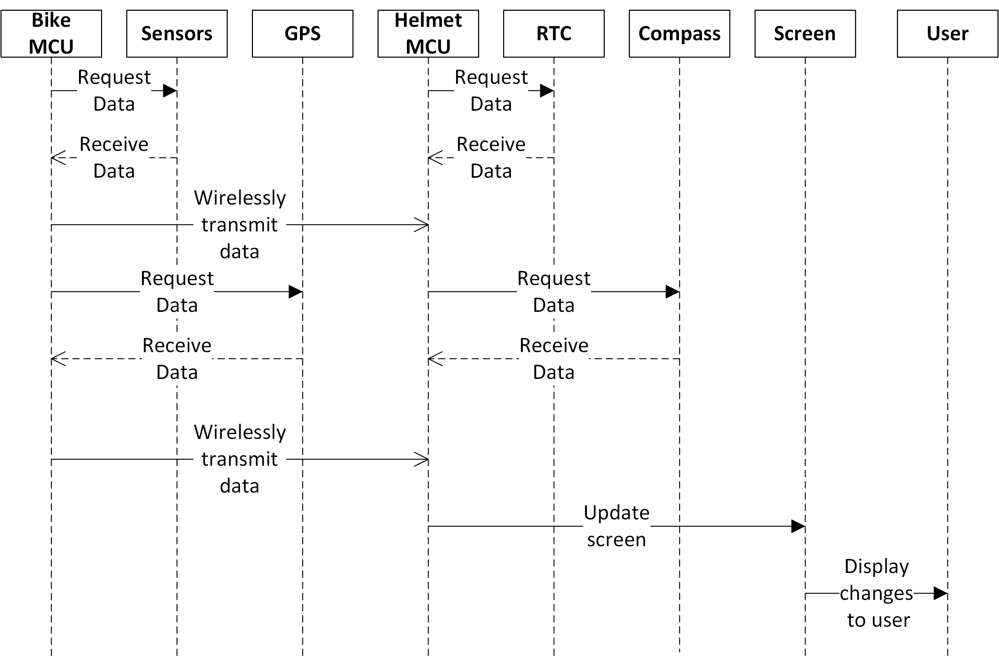 Bike
MCU
Sensors
GPS
Helmet
MCU
RTC
Compass
Screen
User
Request
Data
Request
Data
Receive
Data
Receive
Data
Wirelessly
transmit
data
Request
Data
Request
Data
Receive
Data
Receive
Data
Wirelessly
transmit
data
Update
screen
Display
changes
to user